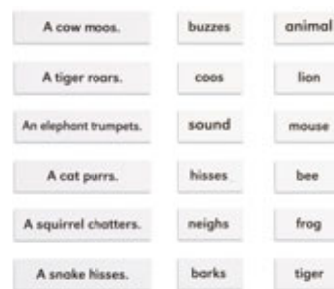 A cow moos. buzzes animal
A tiger roars. coos lion
An elephant trumpets. sound mouse
A cat purrs. hisses bee
A squirrel chatters. neighs frog
A snake hisses. barks tiger